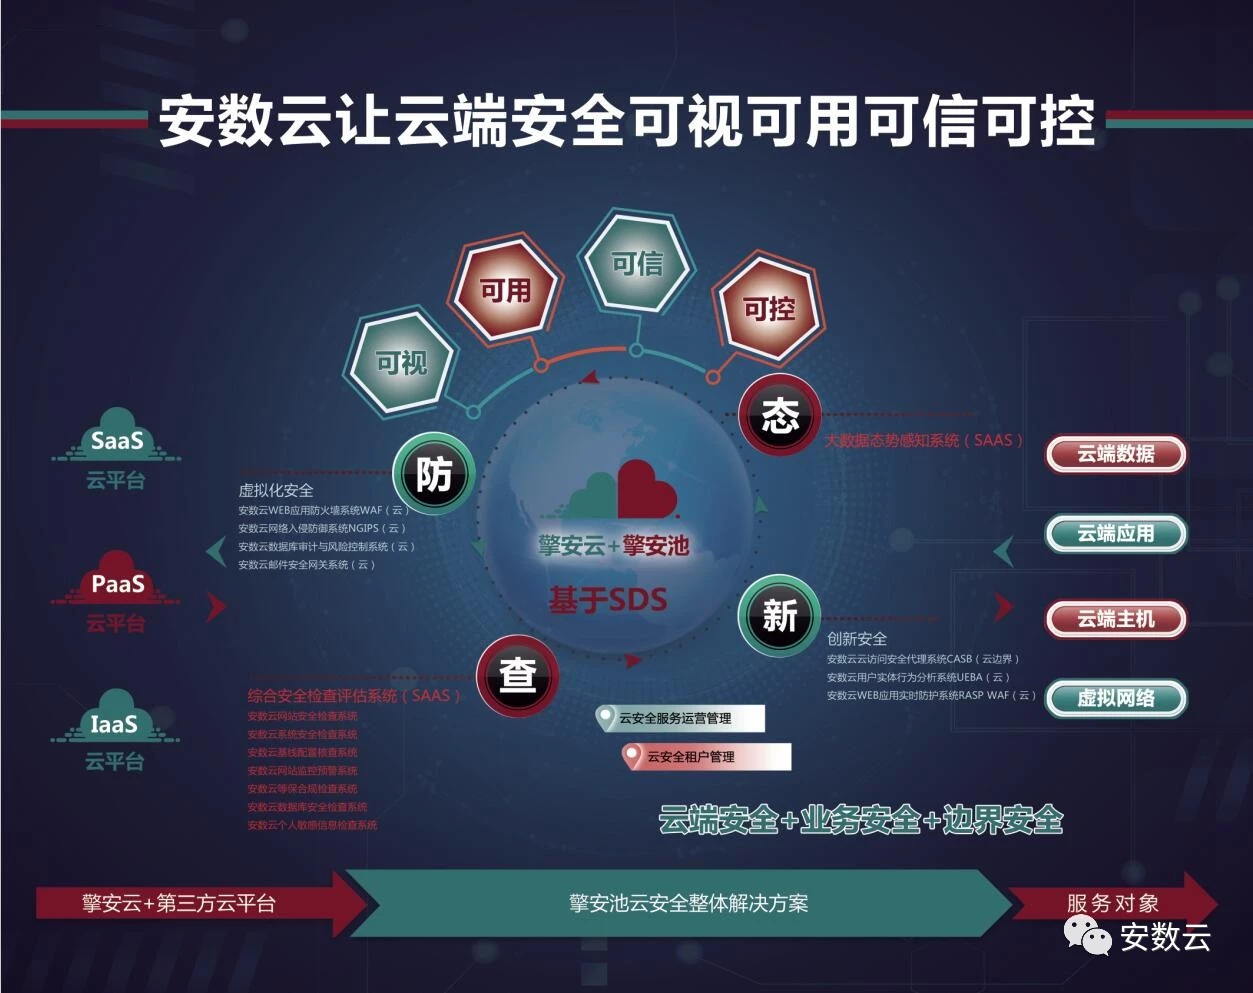 安数云让云端安全可视可用可信可控
可视
可用
可信
可控
SaaS
云平台
PaaS
云平台
IaaS
云平台
防
虚拟化安全
安数云WEB应用防火墙系统WAF（云）
安数云网络入侵防御系统NGIPS（云）
安数云数据库审计与风险控制系统（云）
安数云邮件安全网关系统（云）
查
综合安全检查评估系统（SAAS）
安数云网站安全检查系统
安数云系统安全检查系统
安数云基线配置核查系统
安数云网站监控预警系统
安数云等保合规检查系统
安数云数据库安全检查系统
安数云个人敏感信息检查系统
擎安云+擎安池
基于SDS
态
大数据态势感知系统（SAAS）
新
创新安全
安数云云访问安全代理系统CASB（云边界）
安数云用户实体行为分析系统UEBA（云）
安数云WEB应用实时防护系统RASP WAF（云）
云端数据
云端应用
云端主机
虚拟网络
云安全服务运营管理
云安全租户管理
云端安全+业务安全+边界安全
擎安云+第三方云平台
擎安池云安全整体解决方案
服务对象
安数云